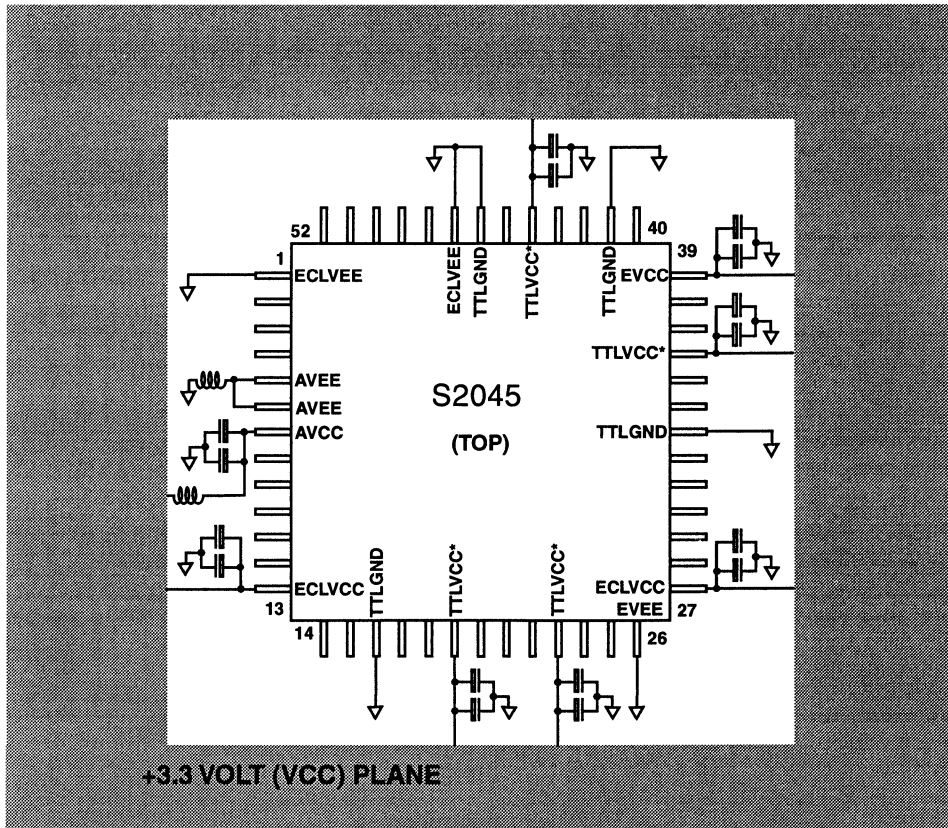 52
40
1
39
ECLVEE
TTLGND
TTLVCC*
TTLGND
ECLVEE
EVCC
TTLVCC*
AVEE
AVEE
AVCC
S2045
(TOP)
TTLGND
TTLGND
TTLVCC*
TTLVCC*
ECLVCC
ECLVCC
13
EVEE
27
14
26
+3.3 VOLT (VCC) PLANE